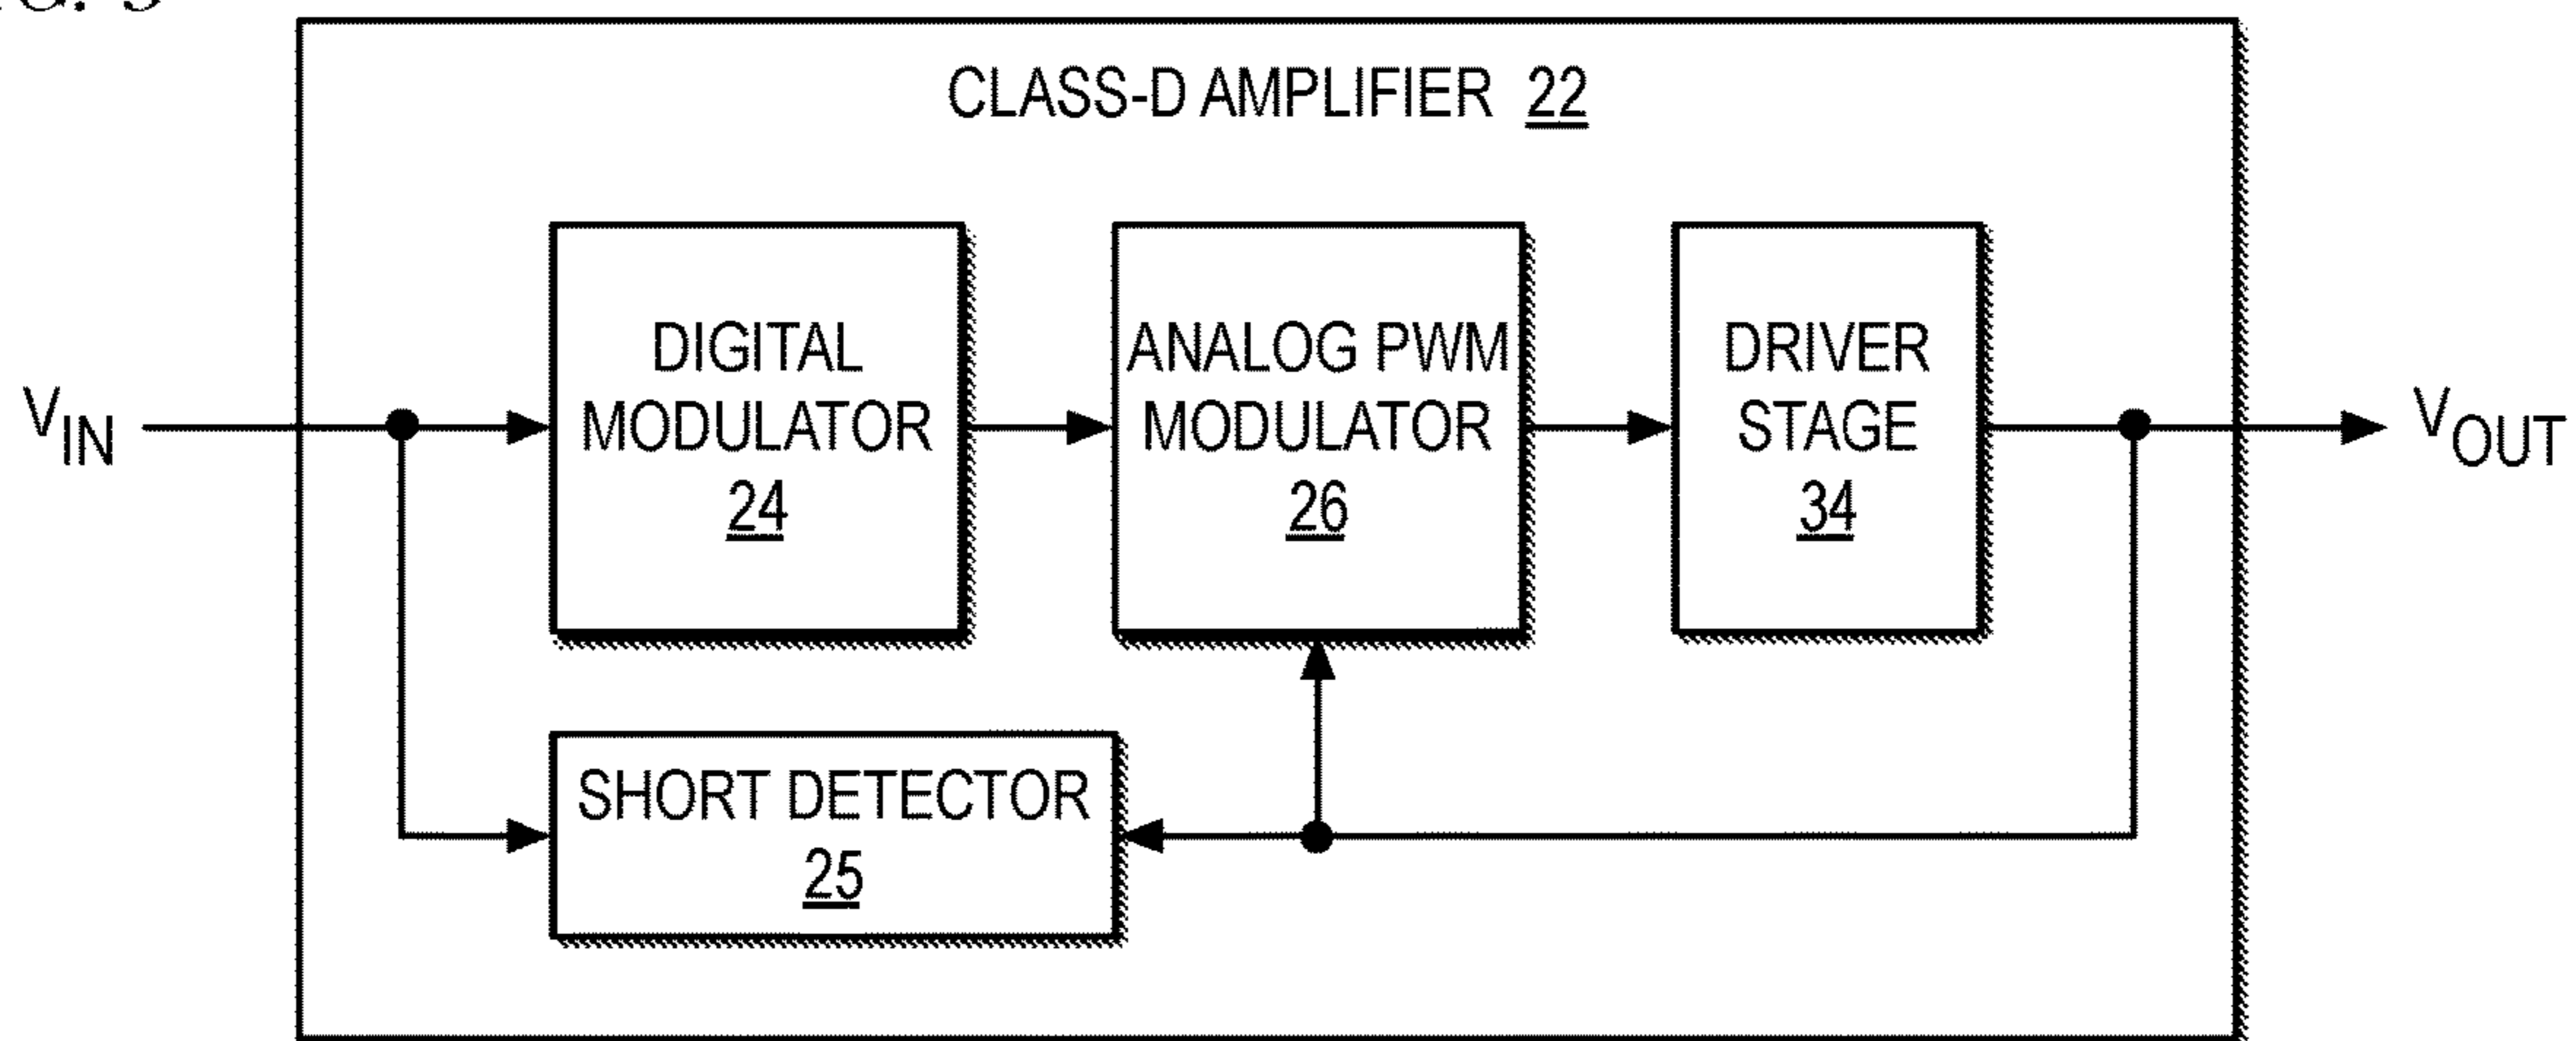 CLASS-D AMPLIFIER 22
DIGITAL
MODULATOR
24
ANALOG PWM
MODULATOR
26
DRIVER
STAGE
34
VIN
VOUT
SHORT DETECTOR
25